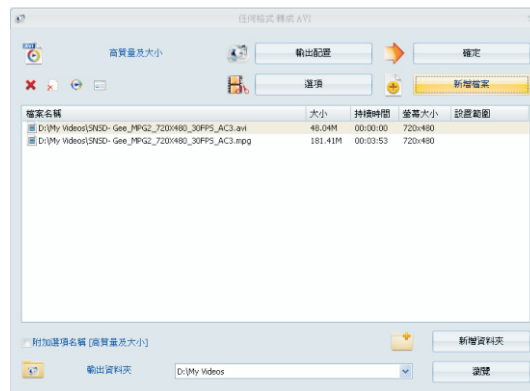 任何格式 轉成 AVI
高質量及大小
輸出配置
確定
選項
新增檔案
檔案名稱 大小 持續時間 螢幕大小 設置範圍
D:\My Videos\SNSD- Gee_MPG2_720X480_30FPS_AC3.avi 48.04M 00:00:00 720x480
D:\My Videos\SNSD- Gee_MPG2_720X480_30FPS_AC3.mpg 181.41M 00:03:53 720x480
附加選項名稱 [高質量及大小]
新增資料夾
輸出資料夾 D:\My Videos 瀏覽